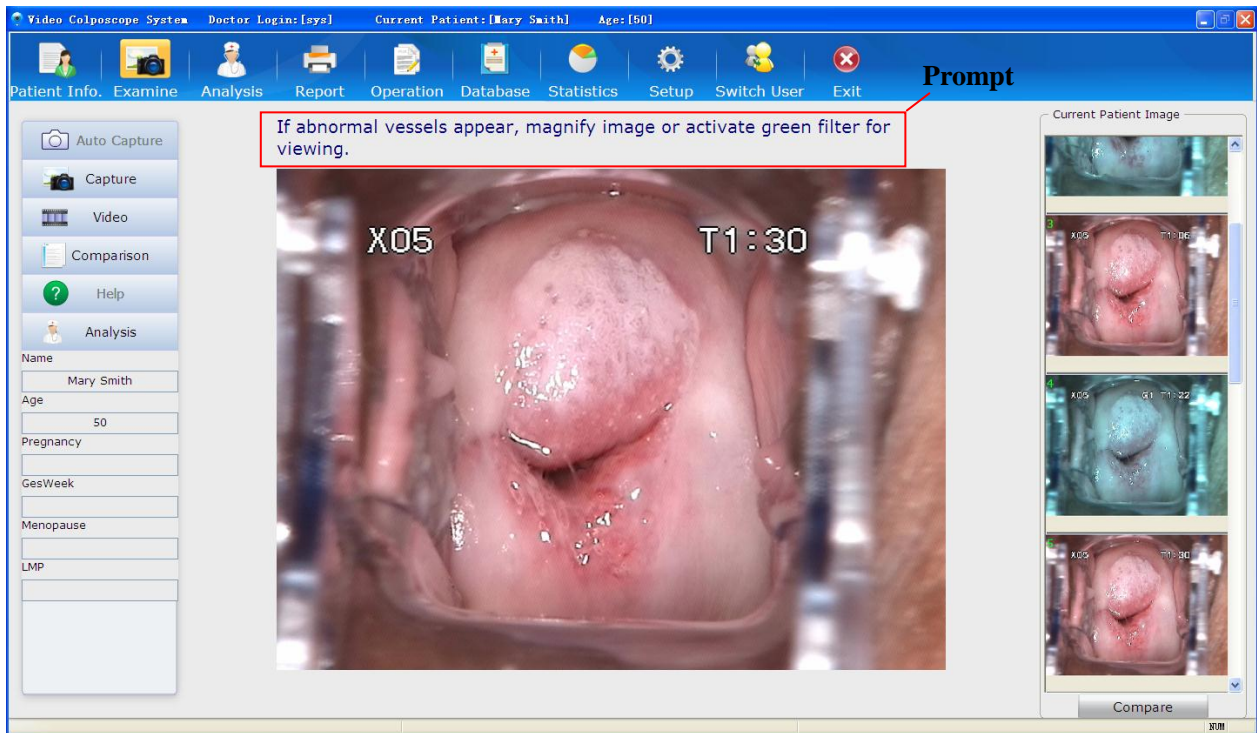 Video Colposcope System Doctor Login:[sys] Current Patient:[Mary Smith] Age:[50]
Patient Info. Examine Analysis Report Operation Database Statistics Setup Switch User Exit
Prompt
If abnormal vessels appear, magnify image or activate green filter for
viewing.
Auto Capture
Capture
Video
Comparison
Help
Analysis
Name
Mary Smith
Age
50
Pregnancy
GesWeek
Menopause
LMP
X05 T1:30
Current Patient Image
3
X05 T1:06
4
X05 G1 T1:22
5
X05 T1:30
Compare
NUM